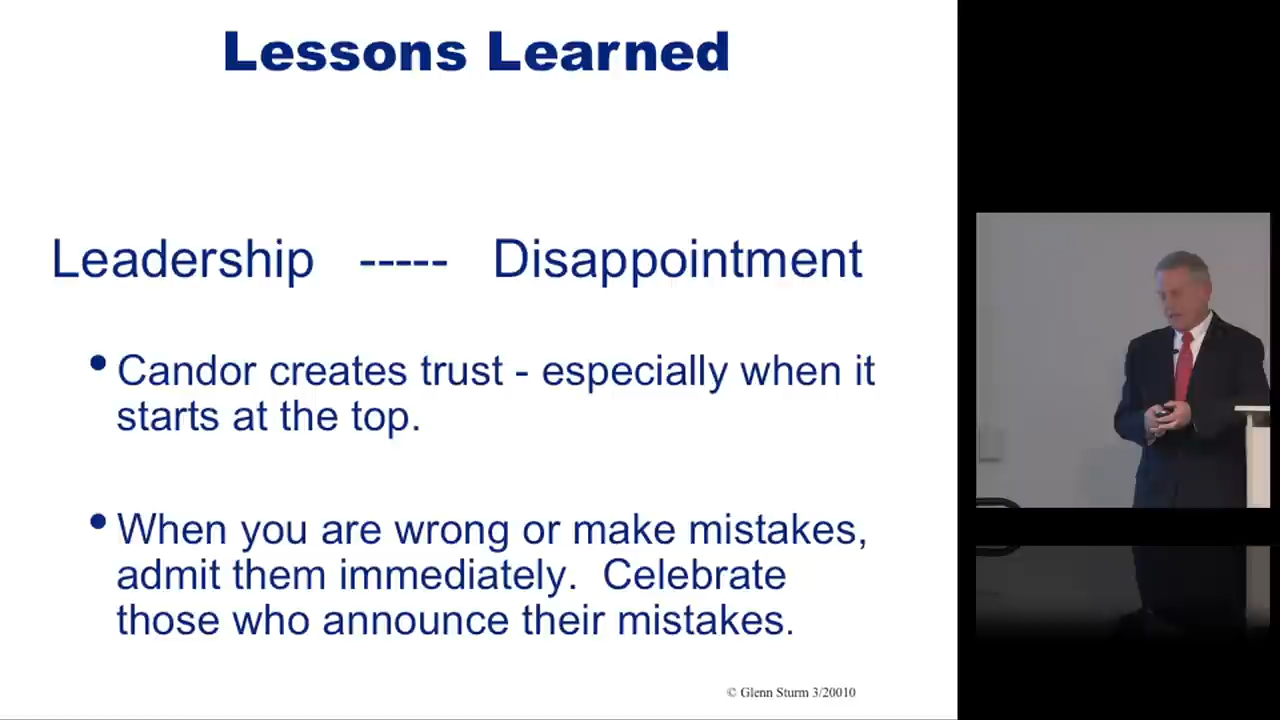 Lessons Learned
Leadership ----- Disappointment
• Candor creates trust - especially when it
starts at the top.
• When you are wrong or make mistakes,
admit them immediately. Celebrate
those who announce their mistakes.
© Glenn Sturm 3/20010